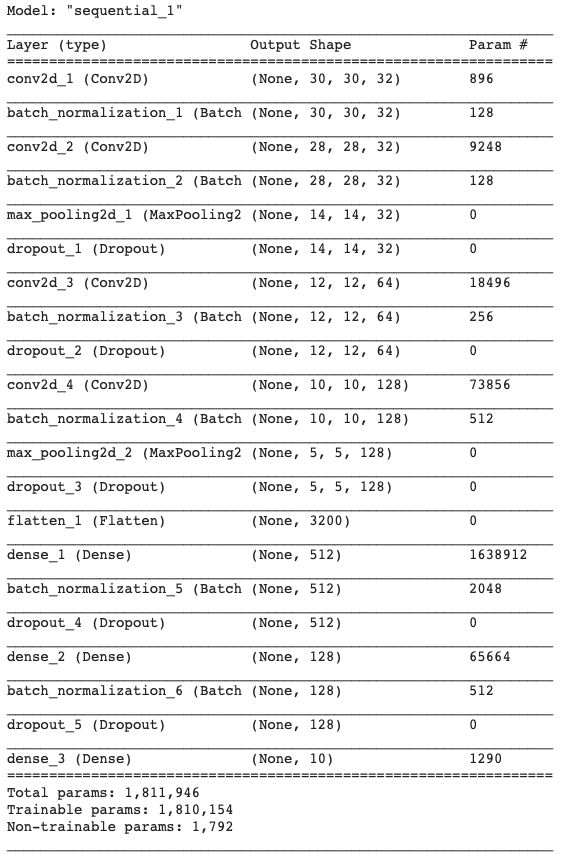 Model: "sequential_1"
Layer (type) Output Shape Param #
conv2d_1 (Conv2D) (None, 30, 30, 32) 896
batch_normalization_1 (Batch (None, 30, 30, 32) 128
conv2d_2 (Conv2D) (None, 28, 28, 32) 9248
batch_normalization_2 (Batch (None, 28, 28, 32) 128
max_pooling2d_1 (MaxPooling2 (None, 14, 14, 32) 0
dropout_1 (Dropout) (None, 14, 14, 32) 0
conv2d_3 (Conv2D) (None, 12, 12, 64) 18496
batch_normalization_3 (Batch (None, 12, 12, 64) 256
dropout_2 (Dropout) (None, 12, 12, 64) 0
conv2d_4 (Conv2D) (None, 10, 10, 128) 73856
batch_normalization_4 (Batch (None, 10, 10, 128) 512
max_pooling2d_2 (MaxPooling2 (None, 5, 5, 128) 0
dropout_3 (Dropout) (None, 5, 5, 128) 0
flatten_1 (Flatten) (None, 3200) 0
dense_1 (Dense) (None, 512) 1638912
batch_normalization_5 (Batch (None, 512) 2048
dropout_4 (Dropout) (None, 512) 0
dense_2 (Dense) (None, 128) 65664
batch_normalization_6 (Batch (None, 128) 512
dropout_5 (Dropout) (None, 128) 0
dense_3 (Dense) (None, 10) 1290
Total params: 1,811,946
Trainable params: 1,810,154
Non-trainable params: 1,792